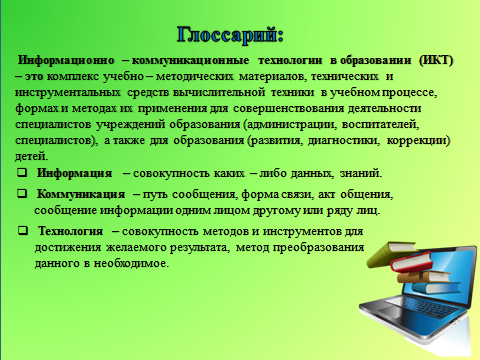 Глоссарий:
Информационно – коммуникационные технологии в образовании (ИКТ)
– это комплекс учебно – методических материалов, технических и
инструментальных средств вычислительной техники в учебном процессе,
формах и методах их применения для совершенствования деятельности
специалистов учреждений образования (администрации, воспитателей,
специалистов), а также для образования (развития, диагностики, коррекции)
детей.
❑ Информация – совокупность каких – либо данных, знаний.
❑ Коммуникация – путь сообщения, форма связи, акт общения,
сообщение информации одним лицом другому или ряду лиц.
❑ Технология – совокупность методов и инструментов для
достижения желаемого результата, метод преобразования
данного в необходимое.